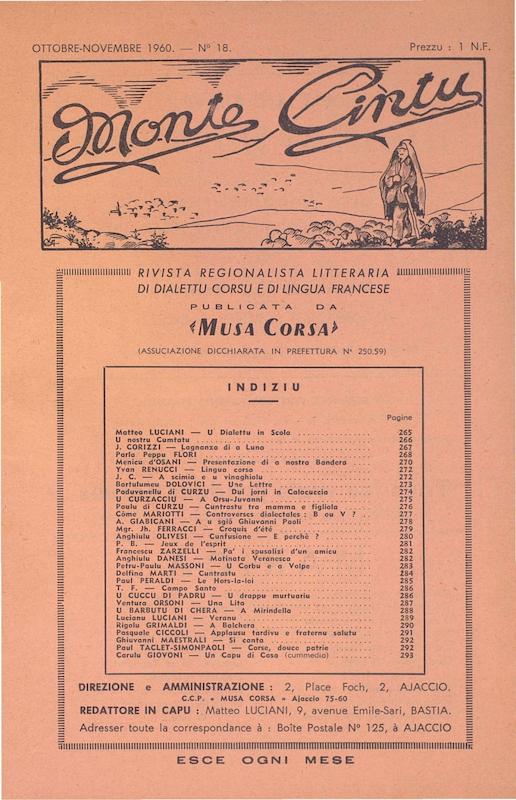 OTTOBRE-NOVEMBRE 1960. — Nº 18. Prezzu : 1 N.F.
Monte Cintu
RIVISTA REGIONALISTA LITTERARIA
DI DIALETTU CORSU E DI LINGUA FRANCESE
PUBLICATA DA
«MUSA CORSA»
(ASSUCIAZIONE DICCHIARATA IN PREFETTURA Nº 250.59)
INDIZIU
Pagine
Matteo LUCIANI — U Dialettu in Scola 265
U nostru Cumtatu 266
J. CORIZZI — Lagnanza di a Luna 267
Parla Peppu FLORI 268
Menicu d'OSANI — Presentazione di a nostra Bandera 270
Yvan RENUCCI — Lingua corsa 272
J. C. — A scimia e u vinaghiolu 272
Bartulumeu DOLOVICI — Une Lettre 273
Paduvanellu di CURZU — Dui jorni in Calocuccia 274
U CURZACCIU — A Orsu-Juvanni 275
Paulu di CURZU — Cuntrastu tra mamma e figliola 276
Côme MARIOTTI — Controverses dialectales : B ou V ? 277
A. GIABICANI — A u sgiò Ghiuvanni Paoli 278
Mgr. Jh. FERRACCI — Croquis d'été 279
Anghiulu OLIVESI — Cunfusione — E perchè ? 280
P. B. — Jeux de l'esprit 281
Francescu ZARZELLI — Pa' i spusalizi d'un amicu 282
Anghiulu DANESI — Matinata Veranesca 282
Petru-Paulu MASSONI — U Corbu e a Volpe 283
Delfino MARTI — Cuntrastu 284
Paul PERALDI — Le Hors-la-loi 285
T. F. — Campo Santo 286
U CUCCU DI PADRU — U drappu murtuariu 286
Ventura ORSONI — Una Lita 287
U BARBUTU DI CHERA — A Mirindella 288
Lucianu LUCIANI — Veranu 289
Rigolu GRIMALDI — A Balchera 290
Pasquale CICCOLI — Applausu tardivu e fraternu salutu 291
Ghiuvanni MAESTRALI — Si canta 292
Paul TACLET-SIMONPAOLI — Corse, douce patrie 292
Carulu GIOVONI — Un Capu di Casa (cummedia) 293
DIREZIONE e AMMINISTRAZIONE : 2, Place Foch, 2, AJACCIO.
C.C.P. « MUSA CORSA » Ajaccio 75-60
REDATTORE IN CAPU : Matteo LUCIANI, 9, avenue Emile-Sari, BASTIA.
Adresser toute la correspondance à : Boîte Postale Nº 125, à AJACCIO
ESCE OGNI MESE